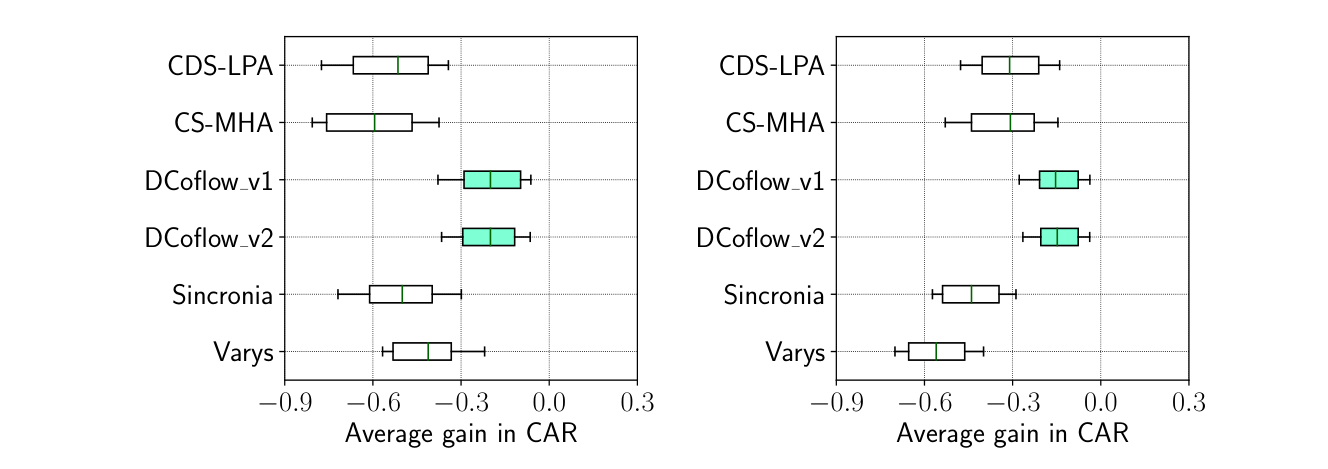 CDS-LPA
CS-MHA
DCoflow_v1
DCoflow_v2
Sincronia
Varys
−0.9 −0.6 −0.3 0.0 0.3
Average gain in CAR
CDS-LPA
CS-MHA
DCoflow_v1
DCoflow_v2
Sincronia
Varys
−0.9 −0.6 −0.3 0.0 0.3
Average gain in CAR